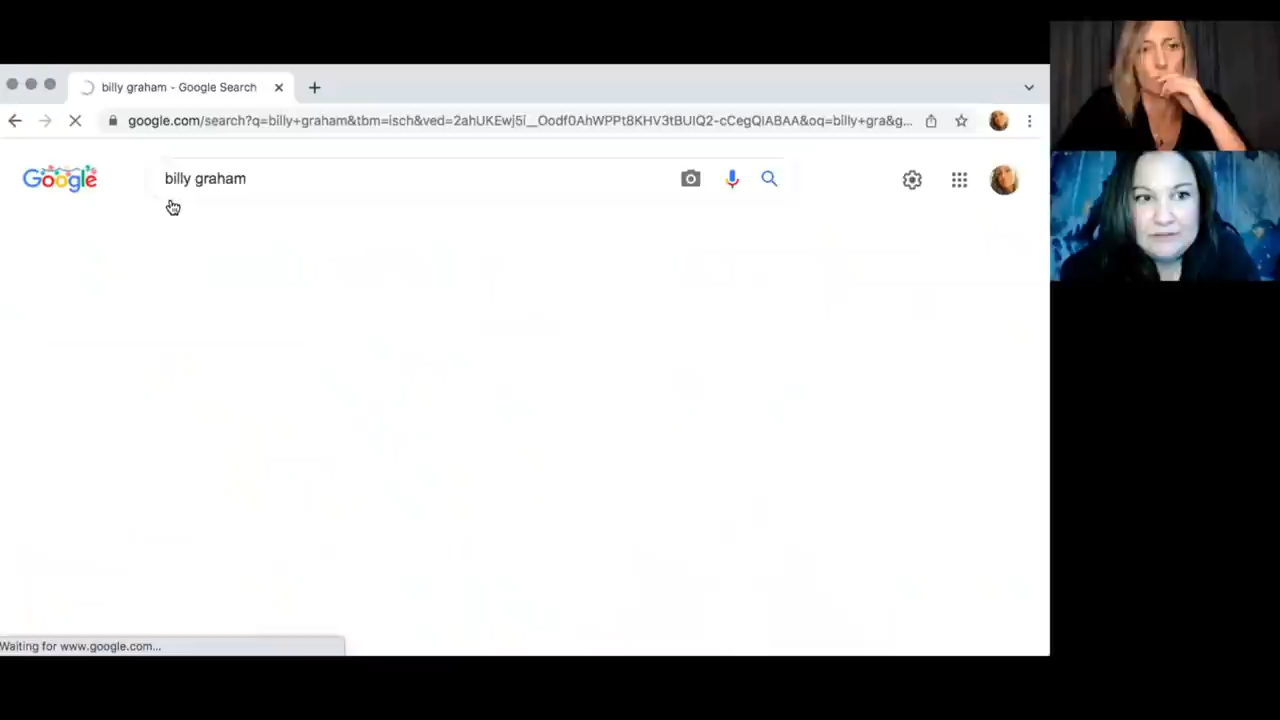 billy graham - Google Search
google.com/search?q=billy+graham&tbm=isch&ved=2ahUKEwj5i__Oodf0AhWPPt8KHV3tBUIQ2-cCegQIABAA&oq=billy+gra&g...
Google
billy graham
Waiting for www.google.com...